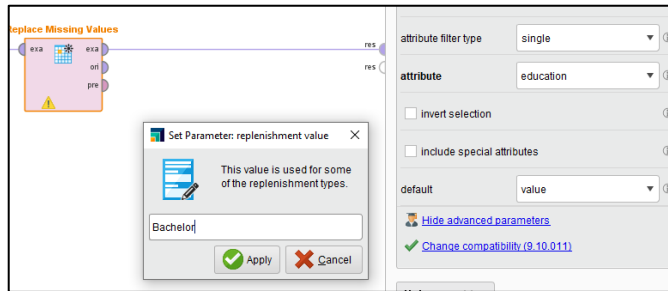 Replace Missing Values
exa
exa
ori
pre
res
res
Set Parameter: replenishment value
This value is used for some
of the replenishment types.
Bachelor
Apply
Cancel
attribute filter type
single
attribute
education
invert selection
include special attributes
default
value
Hide advanced parameters
Change compatibility (9.10.011)